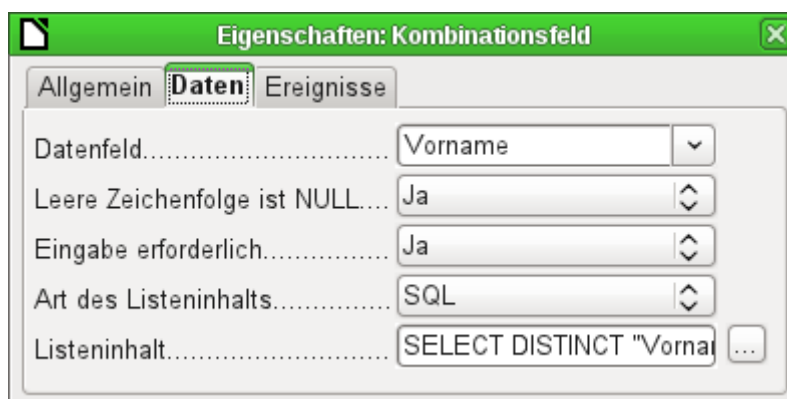 Eigenschaften: Kombinationsfeld
Allgemein Daten Ereignisse
Datenfeld.............................. Vorname
Leere Zeichenfolge ist NULL.... Ja
Eingabe erforderlich................ Ja
Art des Listeninhalts............... SQL
Listeninhalt............................ SELECT DISTINCT "Vornar ...